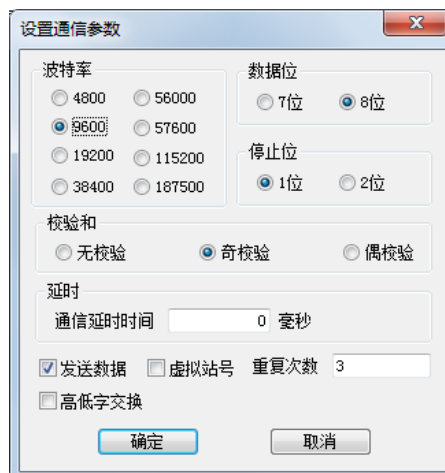 设置通信参数
波特率
4800 56000
9600 57600
19200 115200
38400 187500
数据位
7位 8位
停止位
1位 2位
校验和
无校验 奇校验 偶校验
延时
通信延时时间 0 毫秒
发送数据 虚拟站号 重复次数 3
高低字交换
确定 取消